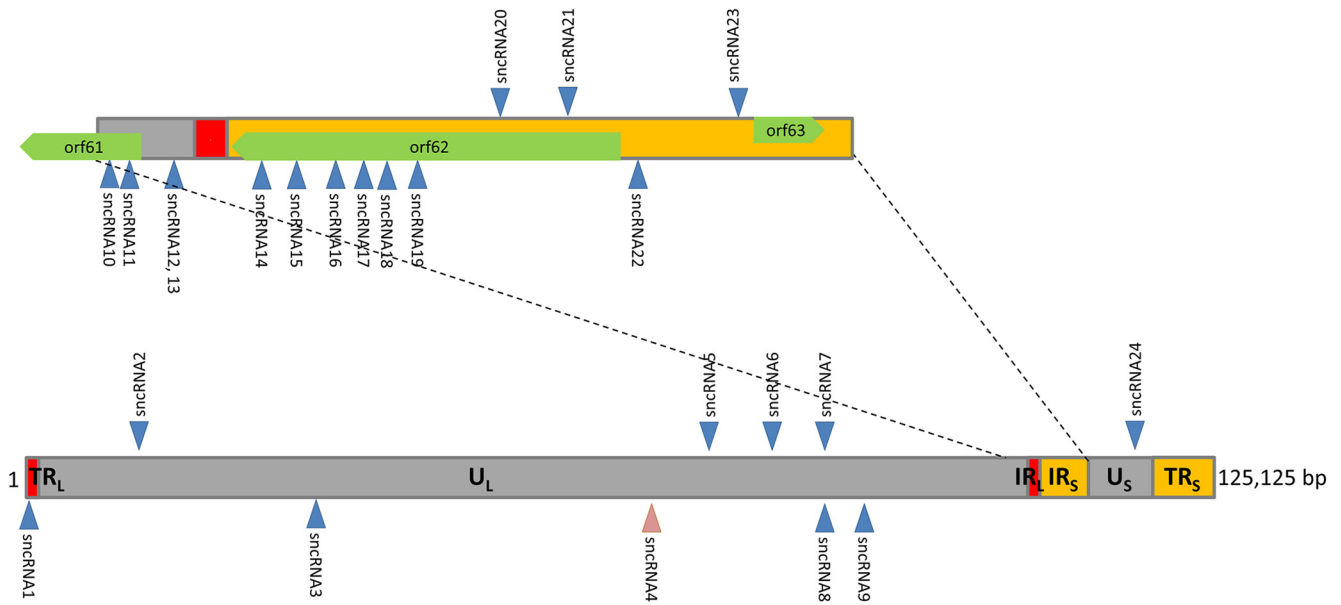 sncRNA20
sncRNA21
sncRNA23
orf61
orf62
orf63
sncRNA10
sncRNA11
sncRNA12, 13
sncRNA14
sncRNA15
sncRNA16
sncRNA17
sncRNA18
sncRNA19
sncRNA22
sncRNA2
sncRNA5
sncRNA6
sncRNA7
sncRNA24
1
TRL
UL
IRL
IRS
US
TRS
125,125 bp
sncRNA1
sncRNA3
sncRNA4
sncRNA8
sncRNA9